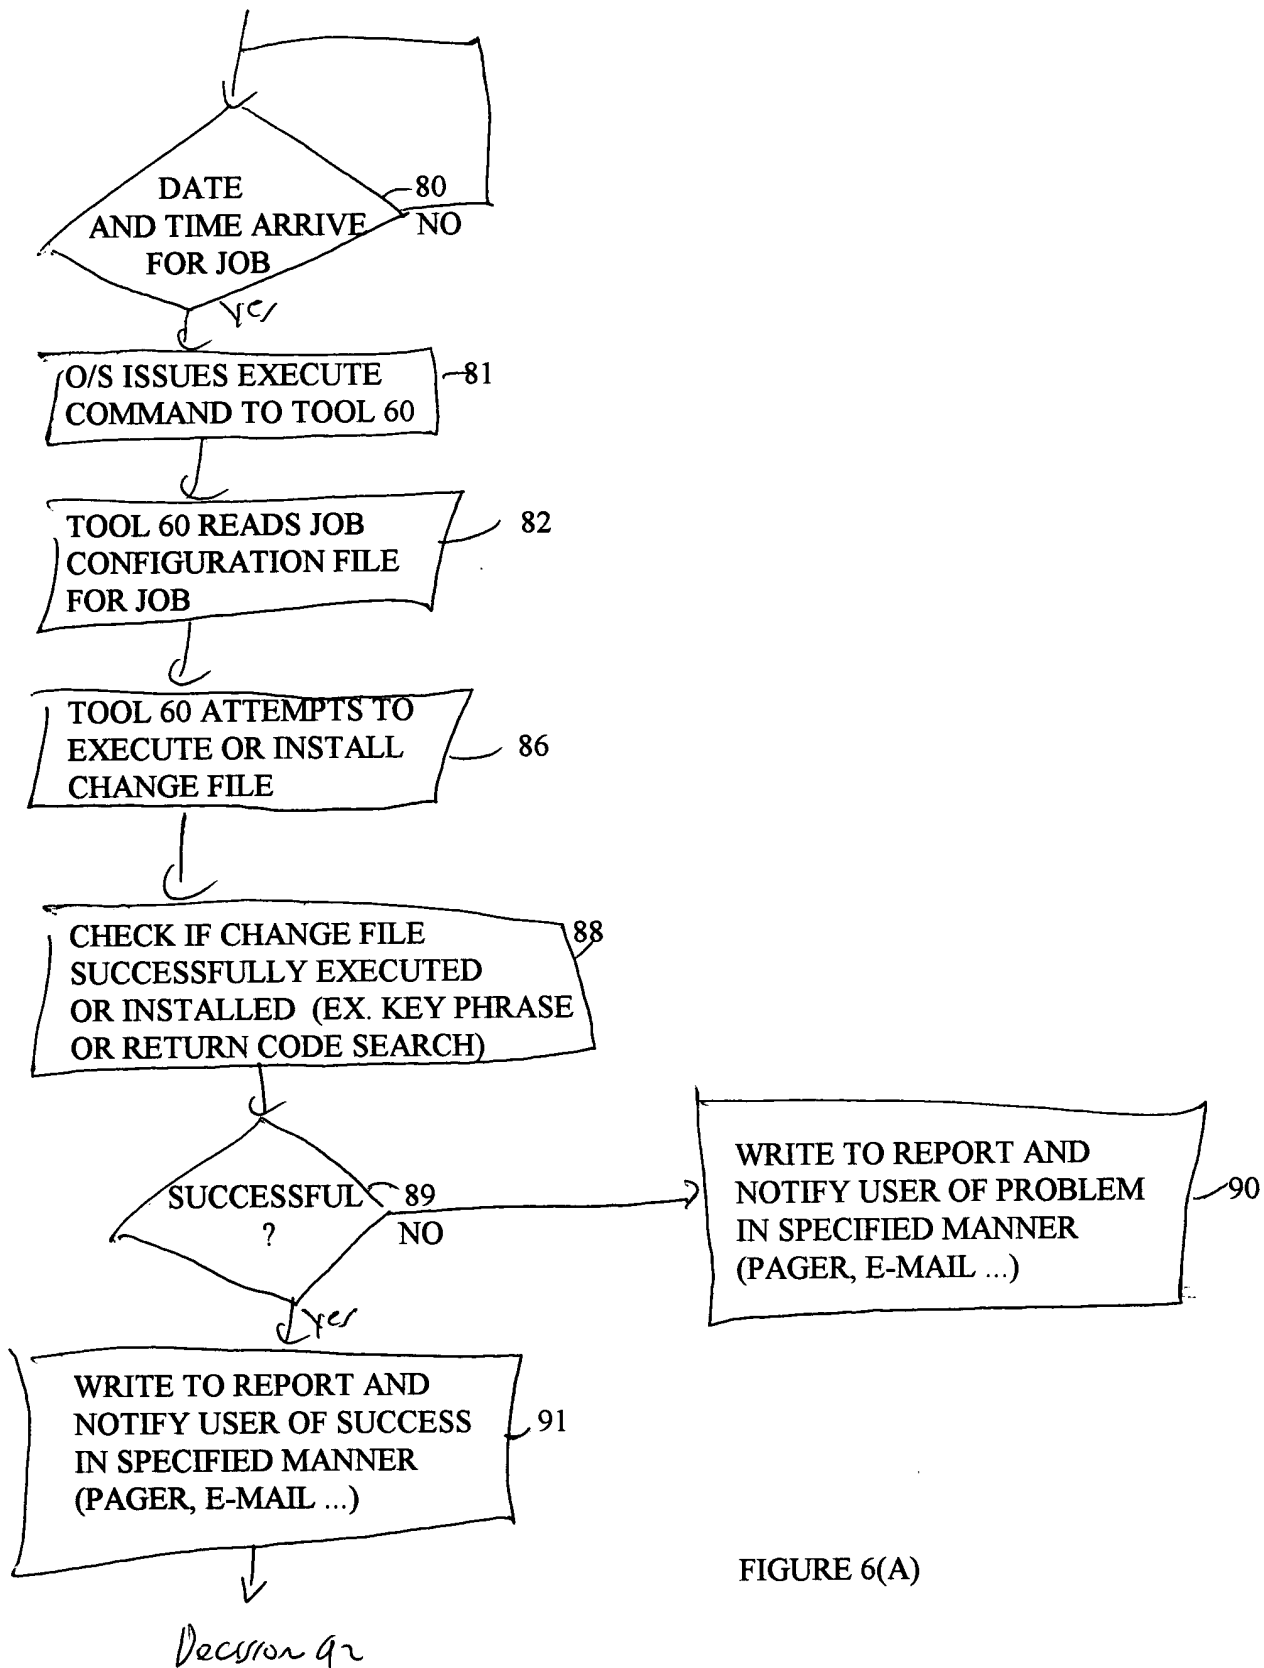 DATE
80
AND TIME ARRIVE
NO
FOR JOB
yes
O/S ISSUES EXECUTE
81
COMMAND TO TOOL 60
TOOL 60 READS JOB
82
CONFIGURATION FILE
FOR JOB
TOOL 60 ATTEMPTS TO
EXECUTE OR INSTALL
86
CHANGE FILE
CHECK IF CHANGE FILE
88
SUCCESSFULLY EXECUTED
OR INSTALLED (EX. KEY PHRASE
OR RETURN CODE SEARCH)
SUCCESSFUL
89
?
NO
WRITE TO REPORT AND
NOTIFY USER OF PROBLEM
90
IN SPECIFIED MANNER
(PAGER, E-MAIL ...)
yes
WRITE TO REPORT AND
NOTIFY USER OF SUCCESS
91
IN SPECIFIED MANNER
(PAGER, E-MAIL ...)
FIGURE 6(A)
Decision 92